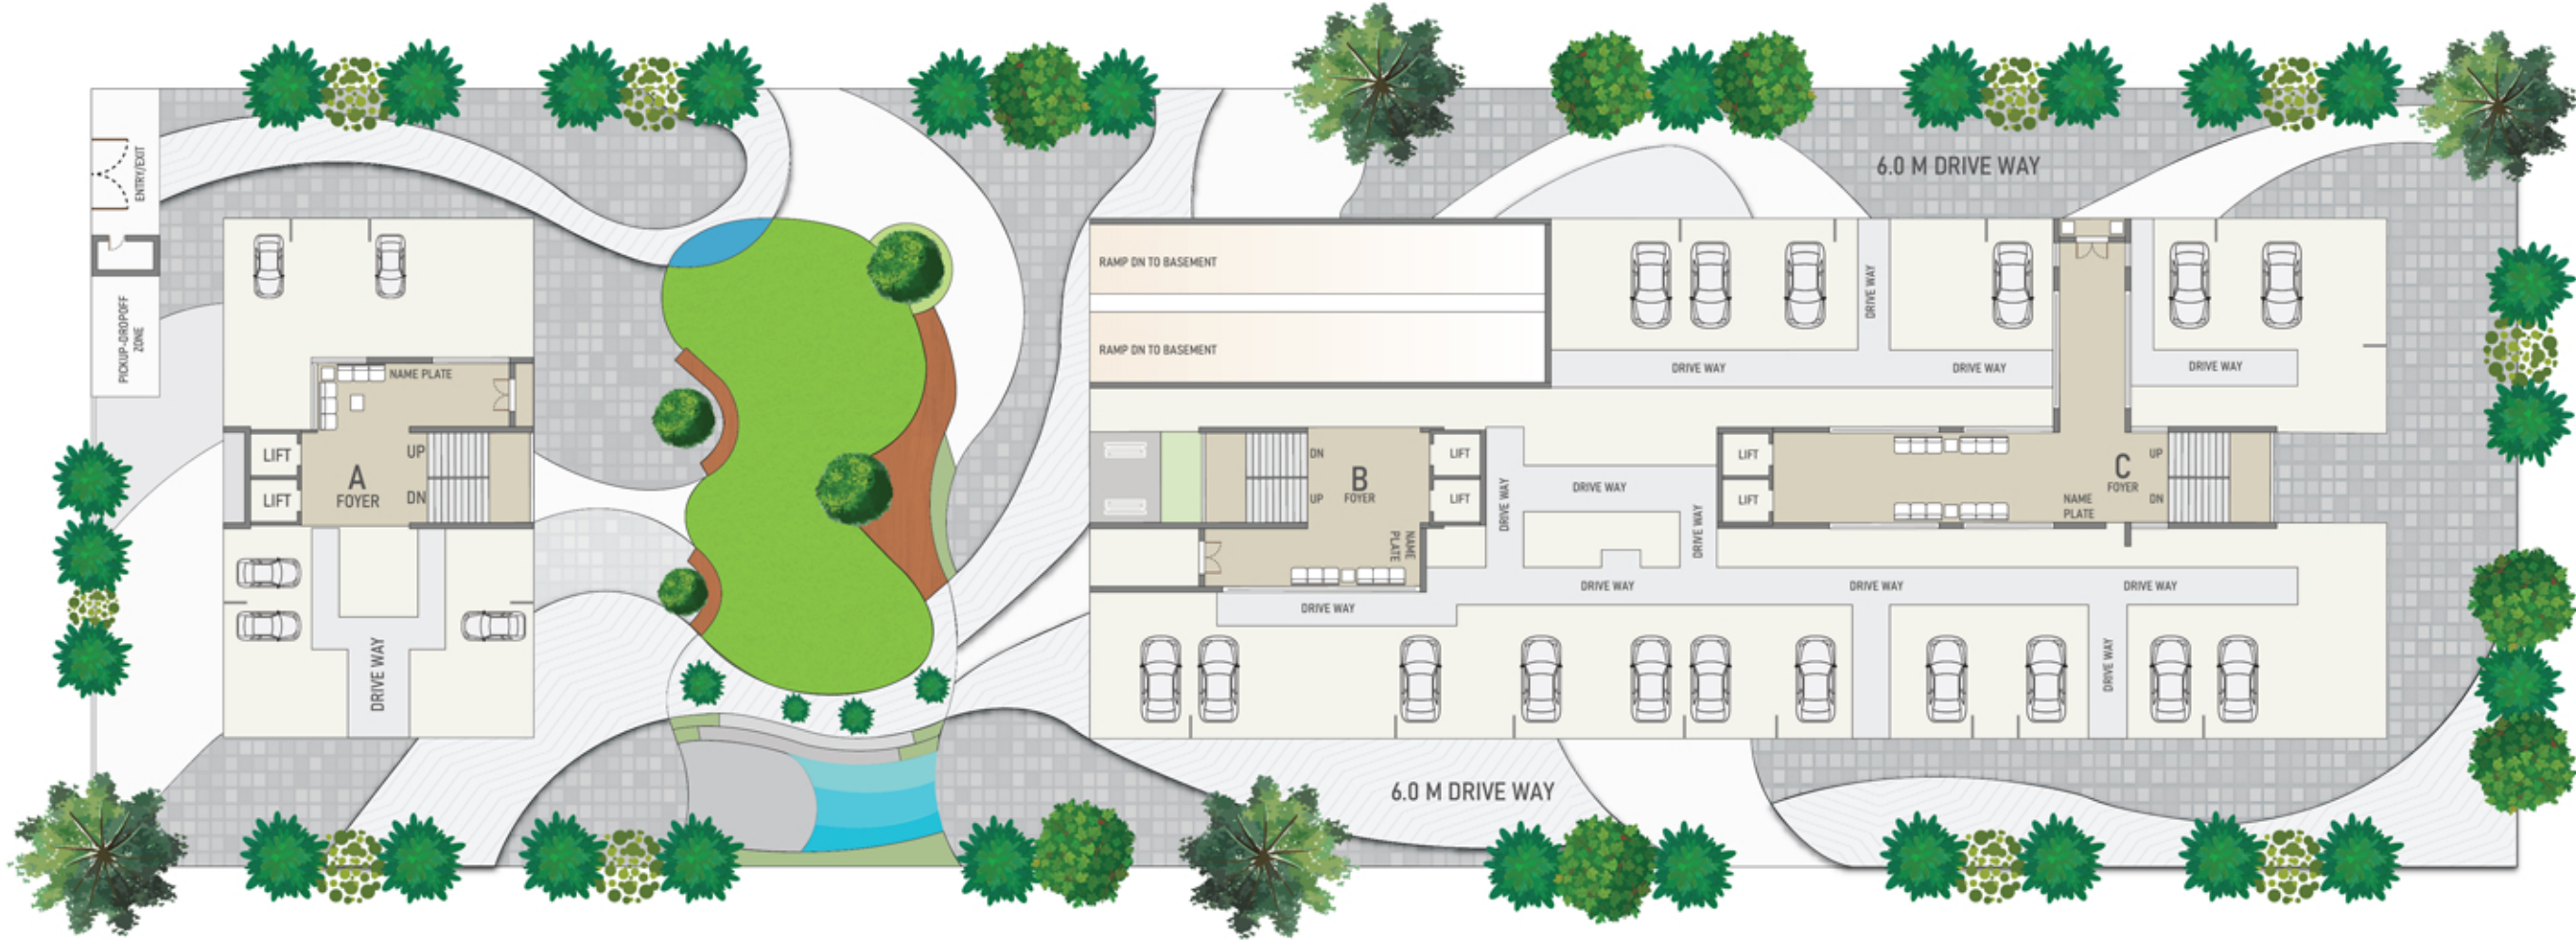 ENTRY/EXIT
PICKUP-DROPOFF
ZONE
NAME PLATE
LIFT
LIFT
A
FOYER
UP
DN
DRIVE WAY
6.0 M DRIVE WAY
RAMP DN TO BASEMENT
RAMP DN TO BASEMENT
DRIVE WAY
DRIVE WAY
DRIVE WAY
DRIVE WAY
DN
UP
B
FOYER
LIFT
LIFT
NAME
PLATE
DRIVE WAY
DRIVE WAY
DRIVE WAY
LIFT
LIFT
C
FOYER
NAME
PLATE
UP
DN
DRIVE WAY
DRIVE WAY
DRIVE WAY
DRIVE WAY
DRIVE WAY
6.0 M DRIVE WAY